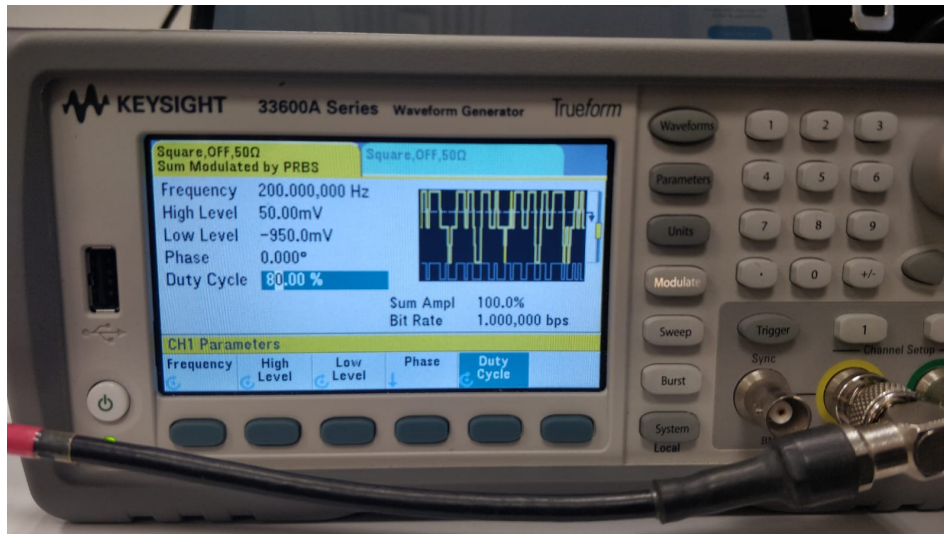 KEYSIGHT 33600A Series Waveform Generator Trueform
Square,OFF,50Ω
Sum Modulated by PRBS
Square,OFF,50Ω
Frequency 200.000,000 Hz
High Level 50.00mV
Low Level -950.0mV
Phase 0.000°
Duty Cycle 80.00 %
Sum Ampl 100.0%
Bit Rate 1.000,000 bps
CH1 Parameters
Frequency
High
Level
Low
Level
Phase
Duty
Cycle
Waveforms
Parameters
Units
Modulate
Sweep
Burst
System
Local
1 2 3
4 5 6
7 8 9
. 0 +/-
Trigger
1
Sync
Channel Setup